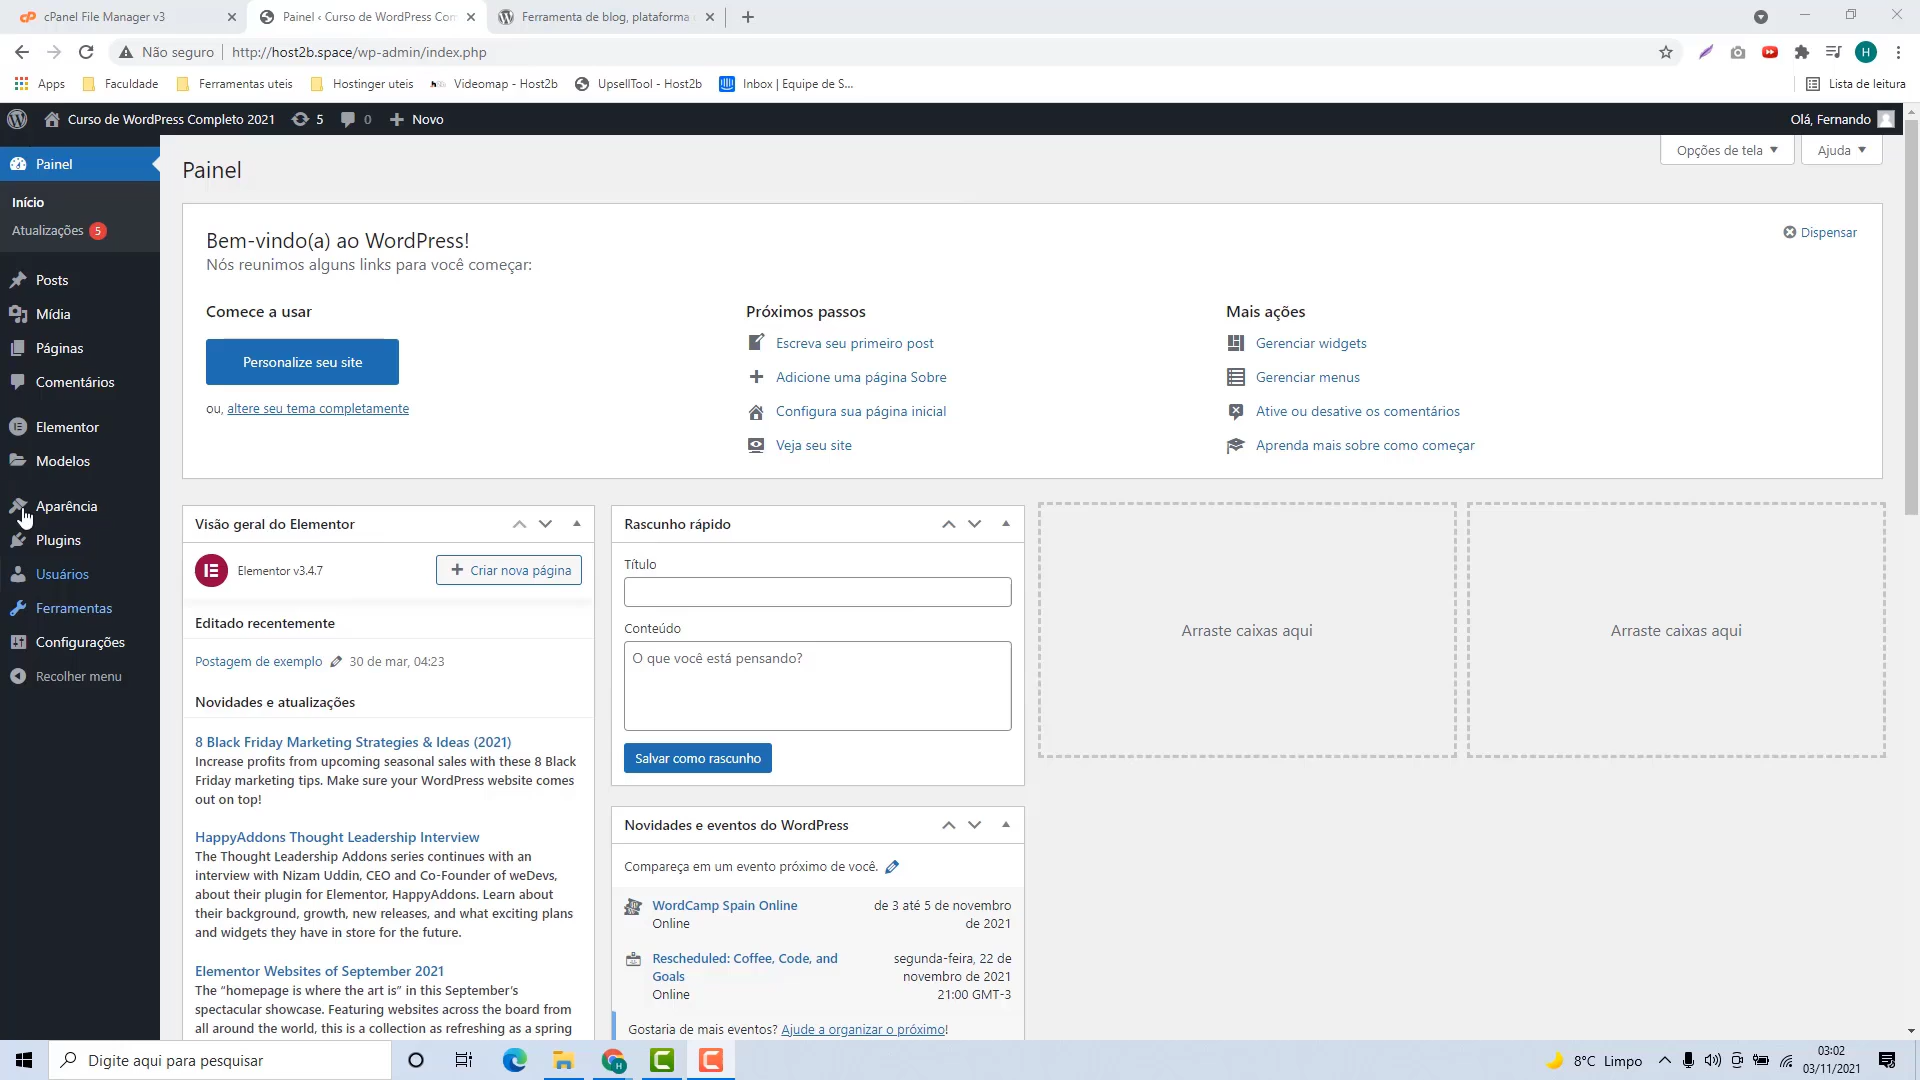 cPanel File Manager v3
Painel ‹ Curso de WordPress Com
Ferramenta de blog, plataforma
Não seguro
http://host2b.space/wp-admin/index.php
H
Apps
Faculdade
Ferramentas uteis
Hostinger uteis
Videomap - Host2b
UpsellTool - Host2b
Inbox | Equipe de S...
Lista de leitura
Curso de WordPress Completo 2021
5
0
Novo
Olá, Fernando
Painel
Início
Atualizações 5
Posts
Mídia
Páginas
Comentários
Elementor
Modelos
Aparência
Plugins
Usuários
Ferramentas
Configurações
Recolher menu
Painel
Opções de tela
Ajuda
Bem-vindo(a) ao WordPress!
Nós reunimos alguns links para você começar:
Dispensar
Comece a usar
Personalize seu site
ou, altere seu tema completamente
Próximos passos
Escreva seu primeiro post
Adicione uma página Sobre
Configura sua página inicial
Veja seu site
Mais ações
Gerenciar widgets
Gerenciar menus
Ative ou desative os comentários
Aprenda mais sobre como começar
Visão geral do Elementor
Elementor v3.4.7
Criar nova página
Editado recentemente
Postagem de exemplo 30 de mar, 04:23
Novidades e atualizações
8 Black Friday Marketing Strategies & Ideas (2021)
Increase profits from upcoming seasonal sales with these 8 Black
Friday marketing tips. Make sure your WordPress website comes
out on top!
HappyAddons Thought Leadership Interview
The Thought Leadership Addons series continues with an
interview with Nizam Uddin, CEO and Co-Founder of weDevs,
about their plugin for Elementor, HappyAddons. Learn about
their background, growth, new releases, and what exciting plans
and widgets they have in store for the future.
Elementor Websites of September 2021
The “homepage is where the art is” in this September’s
spectacular showcase. Featuring websites across the board from
all around the world, this is a collection as refreshing as a spring
Rascunho rápido
Título
Conteúdo
O que você está pensando?
Salvar como rascunho
Novidades e eventos do WordPress
Compareça em um evento próximo de você.
WordCamp Spain Online
Online
de 3 até 5 de novembro
de 2021
Rescheduled: Coffee, Code, and
Goals
Online
segunda-feira, 22 de
novembro de 2021
21:00 GMT-3
Gostaria de mais eventos? Ajude a organizar o próximo!
Arraste caixas aqui
Arraste caixas aqui
Digite aqui para pesquisar
8°C Limpo
03:02
03/11/2021